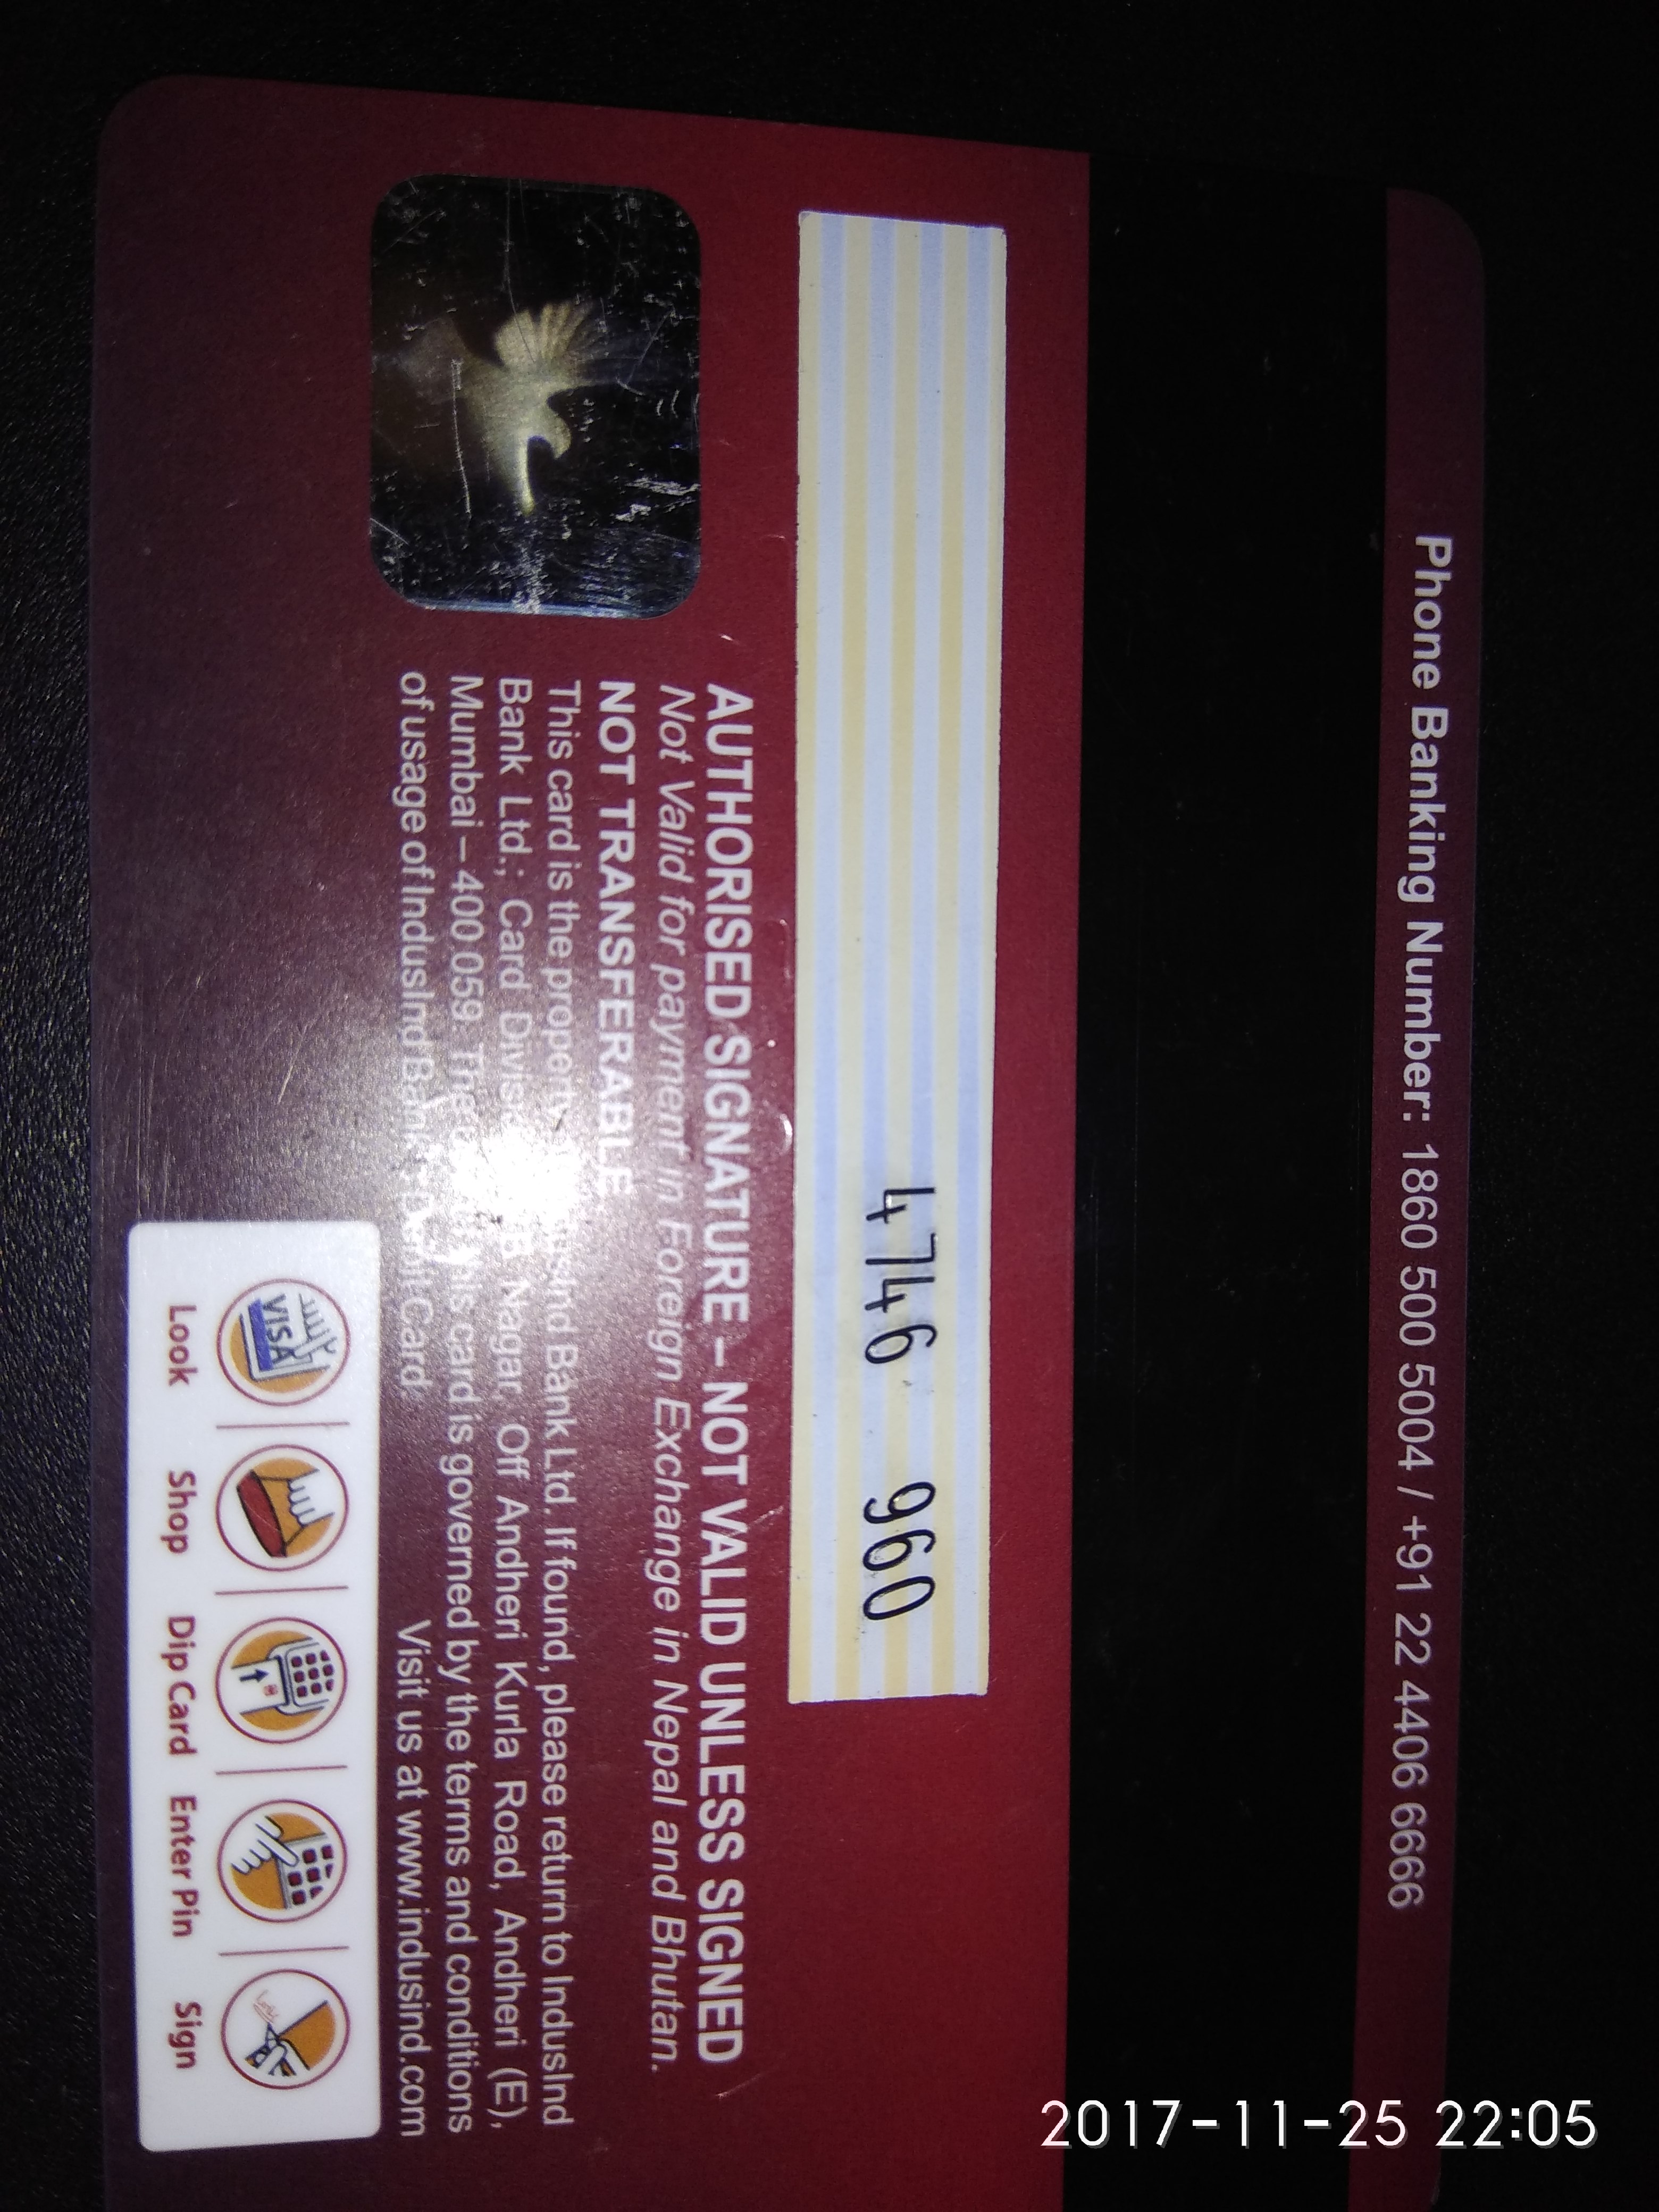 Phone Banking Number: 1860 500 5004 / +91 22 4406 6666
4746 960
AUTHORISED SIGNATURE – NOT VALID UNLESS SIGNED
Not Valid for payment in Foreign Exchange in Nepal and Bhutan.
NOT TRANSFERABLE
This card is the property Bank Ltd. If found, please return to IndusInd
Bank Ltd.; Card Nagar, Off Andheri Kurla Road, Andheri (E),
Mumbai – 400 059. card is governed by the terms and conditions
of usage of IndusInd Bank Card.
Visit us at www.indusind.com
VISA
Look Shop Dip Card Enter Pin Sign
2017-11-25 22:05